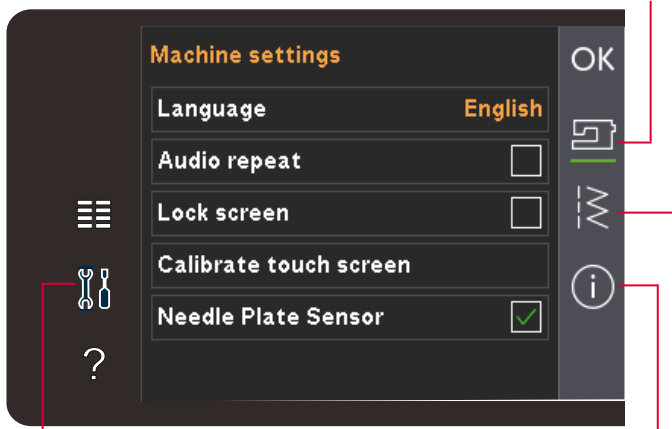 Machine settings
OK
Language English
Audio repeat
Lock screen
Calibrate touch screen
Needle Plate Sensor
?
i